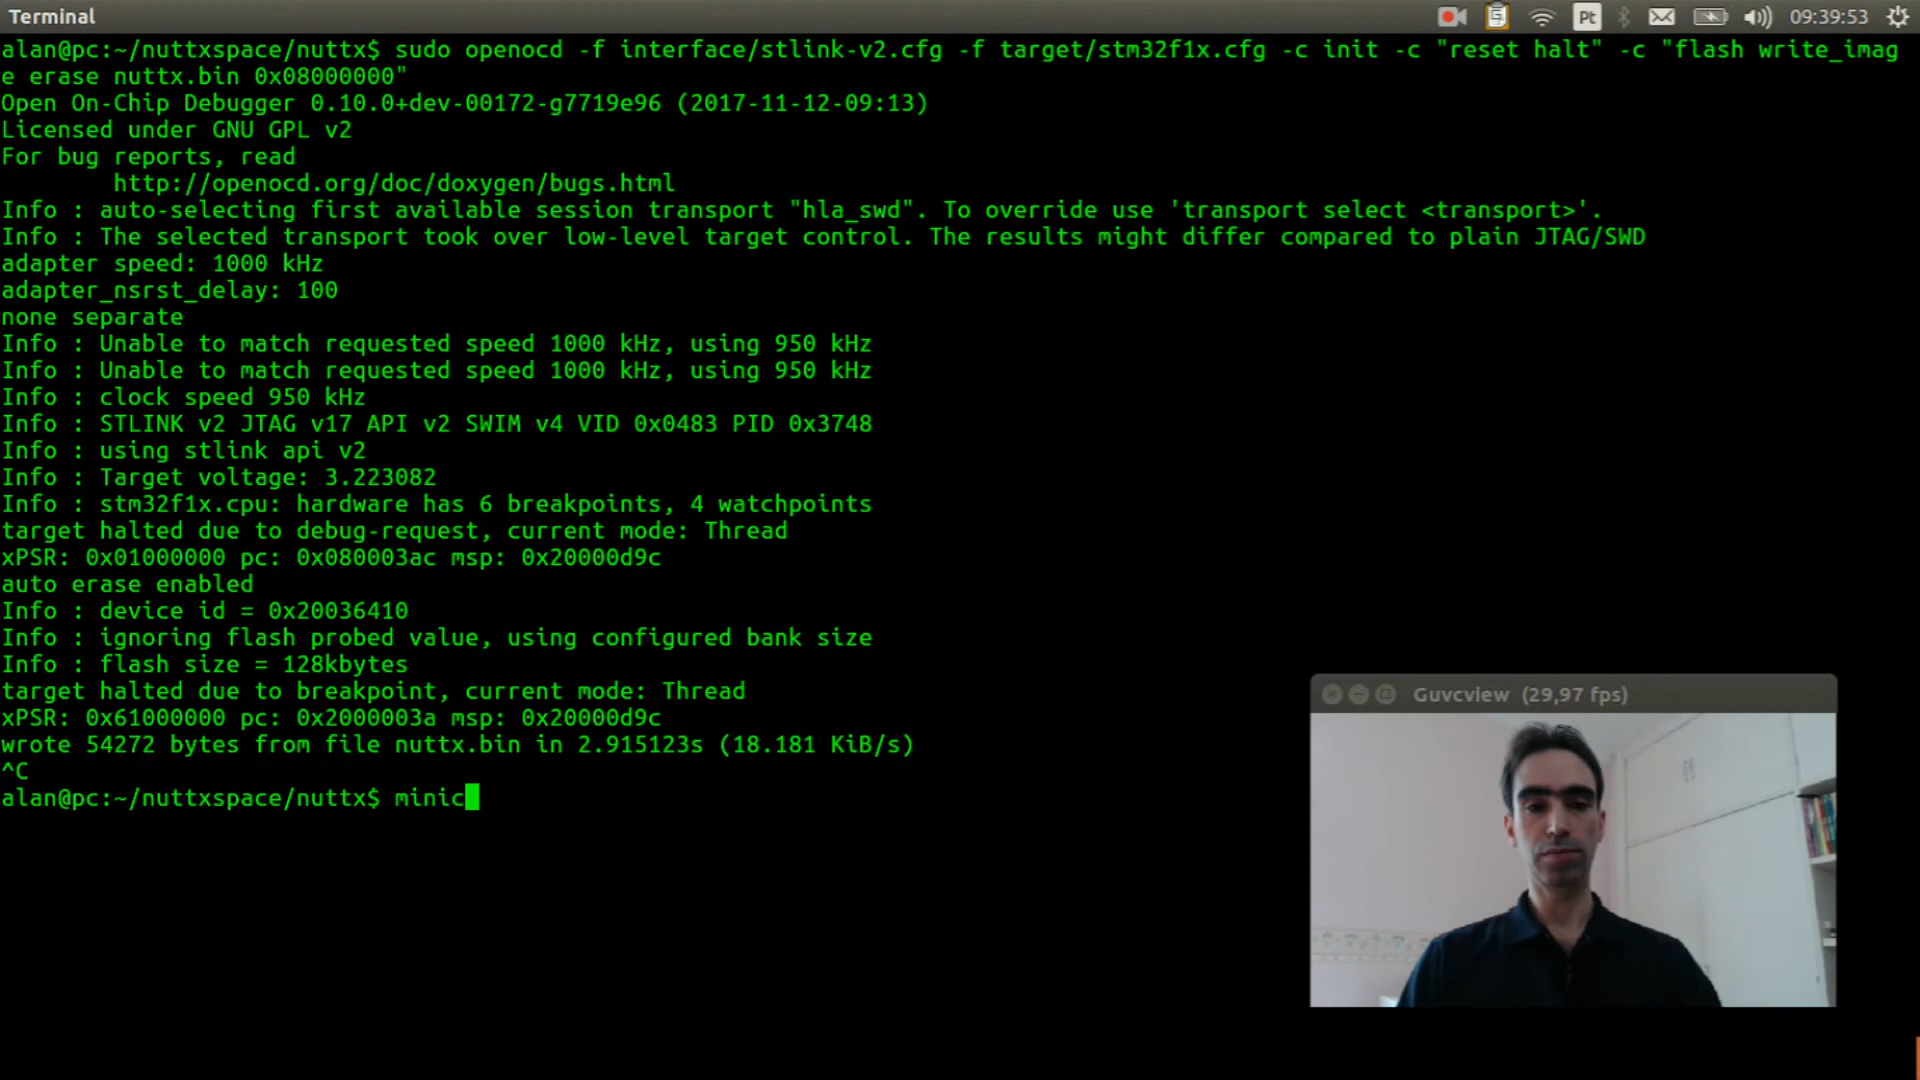 Terminal
Pt
09:39:53
alan@pc:~/nuttxspace/nuttx$ sudo openocd -f interface/stlink-v2.cfg -f target/stm32f1x.cfg -c init -c "reset halt" -c "flash write_imag
e erase nuttx.bin 0x08000000"
Open On-Chip Debugger 0.10.0+dev-00172-g7719e96 (2017-11-12-09:13)
Licensed under GNU GPL v2
For bug reports, read
http://openocd.org/doc/doxygen/bugs.html
Info : auto-selecting first available session transport "hla_swd". To override use 'transport select <transport>'.
Info : The selected transport took over low-level target control. The results might differ compared to plain JTAG/SWD
adapter speed: 1000 kHz
adapter_nsrst_delay: 100
none separate
Info : Unable to match requested speed 1000 kHz, using 950 kHz
Info : Unable to match requested speed 1000 kHz, using 950 kHz
Info : clock speed 950 kHz
Info : STLINK v2 JTAG v17 API v2 SWIM v4 VID 0x0483 PID 0x3748
Info : using stlink api v2
Info : Target voltage: 3.223082
Info : stm32f1x.cpu: hardware has 6 breakpoints, 4 watchpoints
target halted due to debug-request, current mode: Thread
xPSR: 0x01000000 pc: 0x080003ac msp: 0x20000d9c
auto erase enabled
Info : device id = 0x20036410
Info : ignoring flash probed value, using configured bank size
Info : flash size = 128kbytes
target halted due to breakpoint, current mode: Thread
xPSR: 0x61000000 pc: 0x2000003a msp: 0x20000d9c
wrote 54272 bytes from file nuttx.bin in 2.915123s (18.181 KiB/s)
^C
alan@pc:~/nuttxspace/nuttx$ minic
Guvcview (29,97 fps)